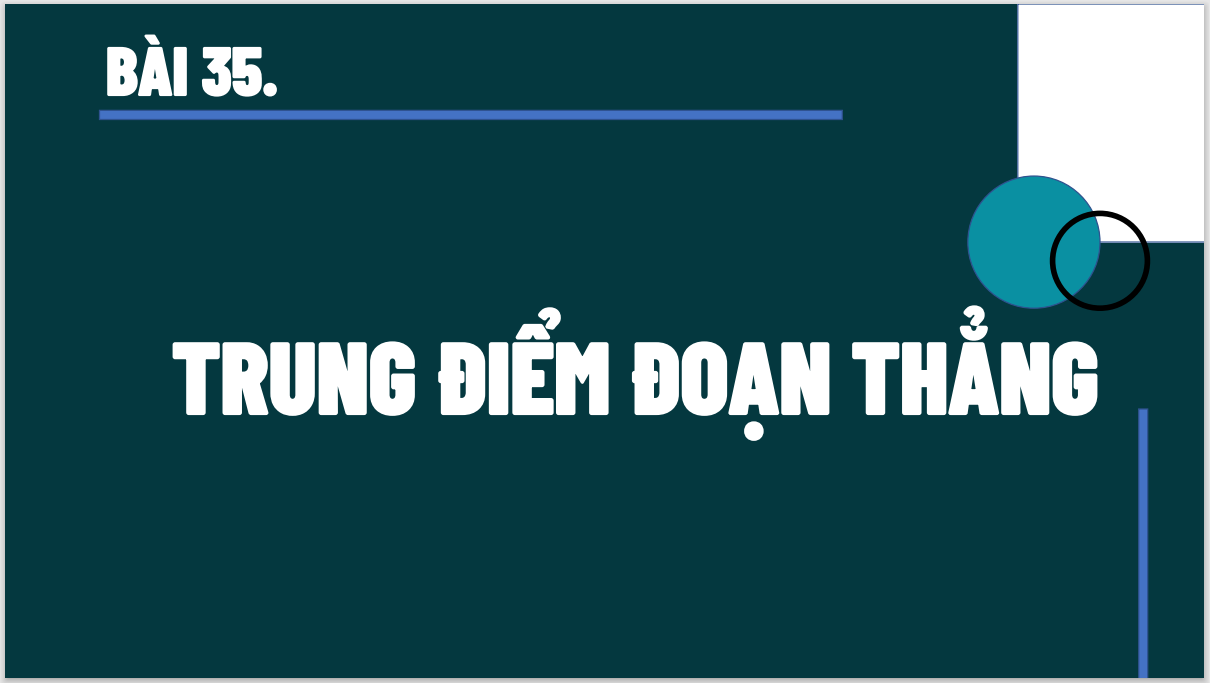 BÀI 35.
TRUNG ĐIỂM ĐOẠN THẲNG